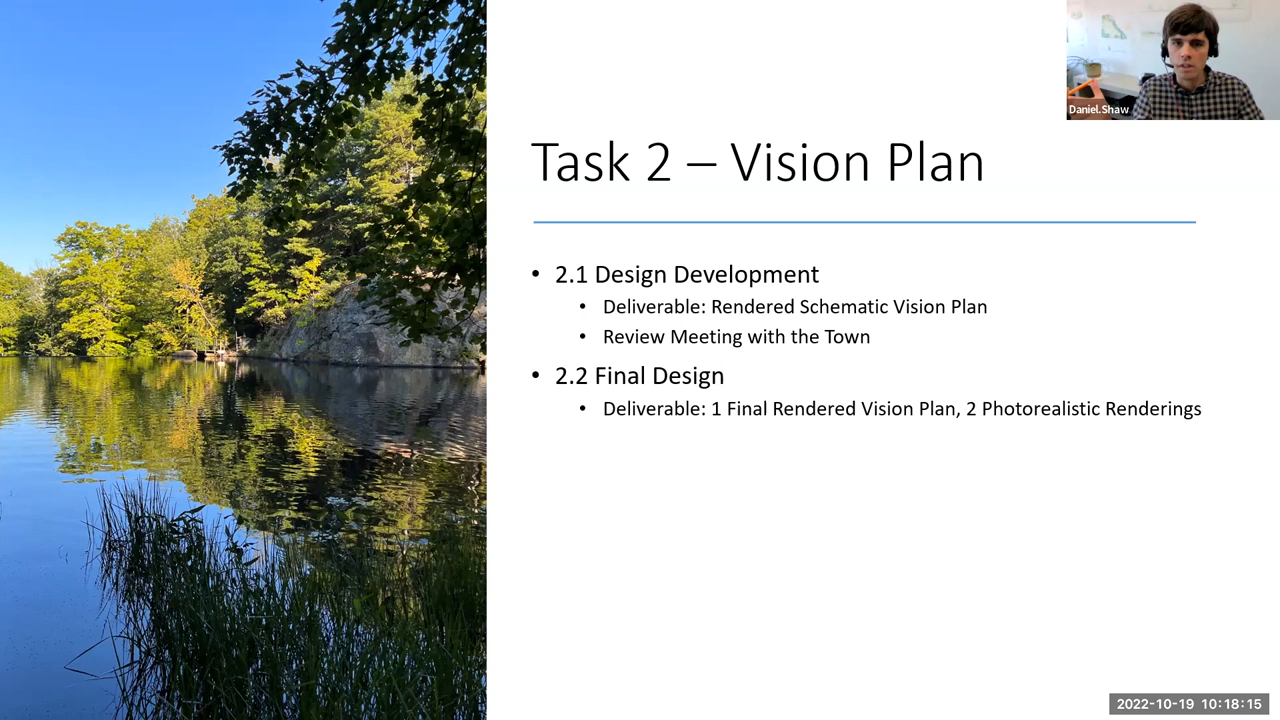 Daniel.Shaw
Task 2 – Vision Plan
• 2.1 Design Development
• Deliverable: Rendered Schematic Vision Plan
• Review Meeting with the Town
• 2.2 Final Design
• Deliverable: 1 Final Rendered Vision Plan, 2 Photorealistic Renderings
2022-10-19 10:18:15